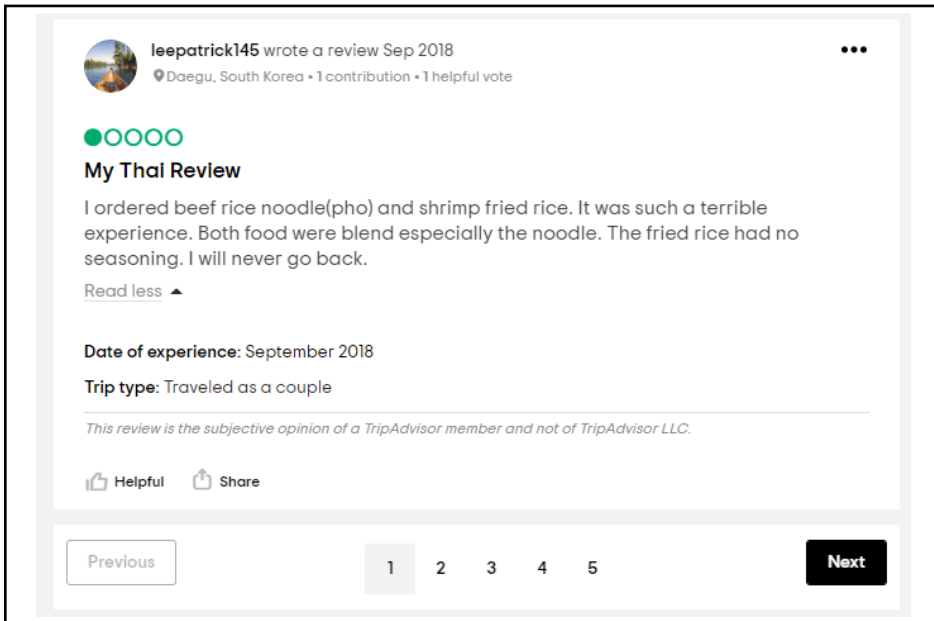 leepatrick145 wrote a review Sep 2018
Daegu, South Korea • 1 contribution • 1 helpful vote
My Thai Review
I ordered beef rice noodle(pho) and shrimp fried rice. It was such a terrible
experience. Both food were blend especially the noodle. The fried rice had no
seasoning. I will never go back.
Read less
Date of experience: September 2018
Trip type: Traveled as a couple
This review is the subjective opinion of a TripAdvisor member and not of TripAdvisor LLC.
Helpful Share
Previous 1 2 3 4 5 Next